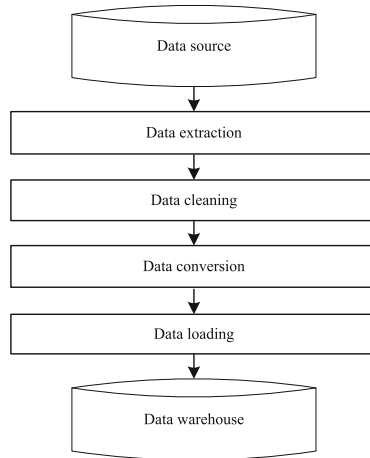 Data source
Data extraction
Data cleaning
Data conversion
Data loading
Data warehouse